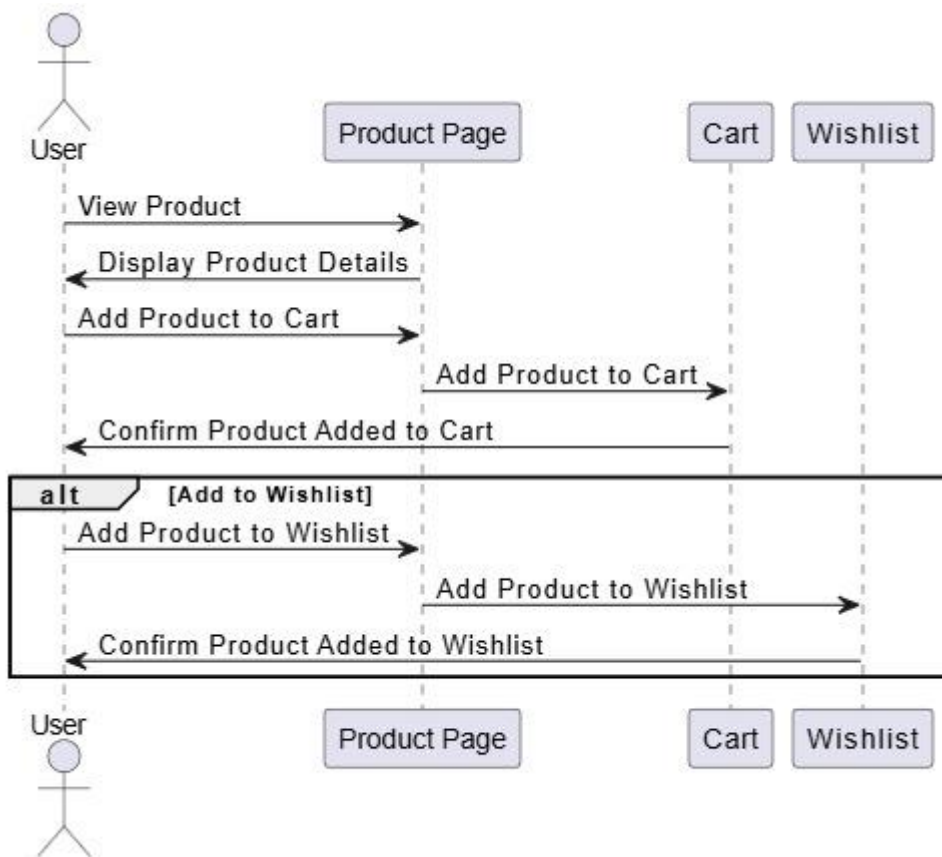 User
Product Page
Cart
Wishlist
View Product
Display Product Details
Add Product to Cart
Add Product to Cart
Confirm Product Added to Cart
alt [Add to Wishlist]
Add Product to Wishlist
Add Product to Wishlist
Confirm Product Added to Wishlist
User
Product Page
Cart
Wishlist